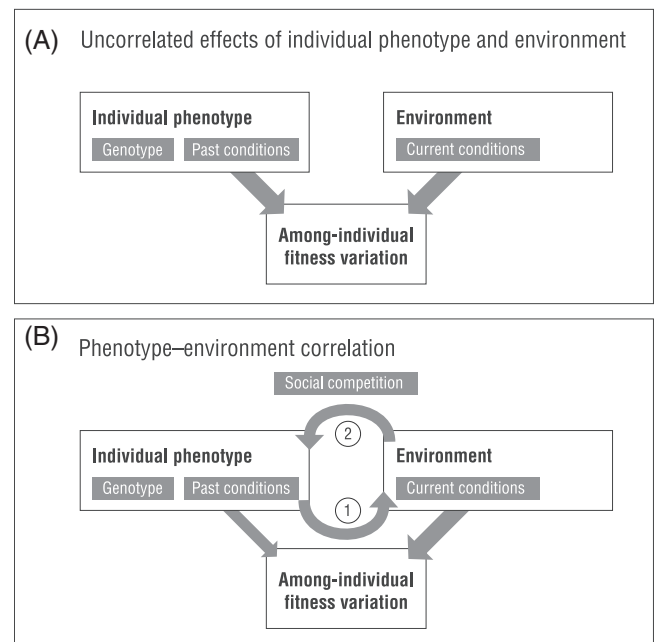 (A) Uncorrelated effects of individual phenotype and environment
Individual phenotype
Genotype
Past conditions
Environment
Current conditions
Among-individual
fitness variation
(B) Phenotype–environment correlation
Social competition
2
Individual phenotype
Genotype
Past conditions
Environment
Current conditions
1
Among-individual
fitness variation